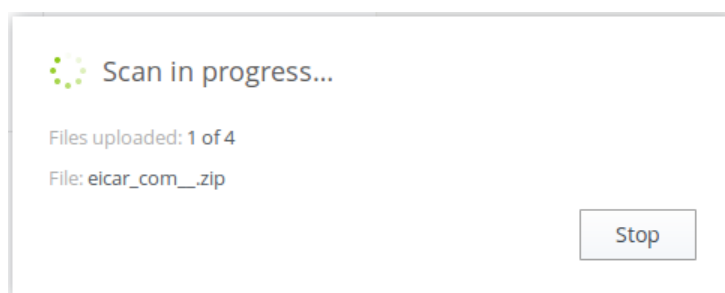 Scan in progress...
Files uploaded: 1 of 4
File: eicar_com__.zip
Stop